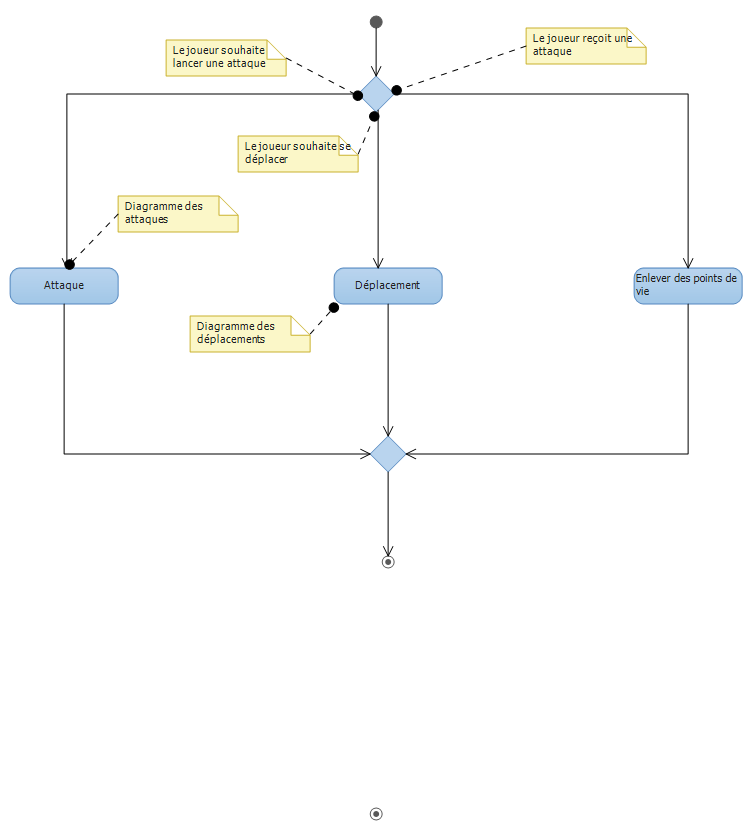 Le joueur souhaite
lancer une attaque
Le joueur reçoit une
attaque
Le joueur souhaite se
déplacer
Diagramme des
attaques
Attaque
Déplacement
Enlever des points de
vie
Diagramme des
déplacements